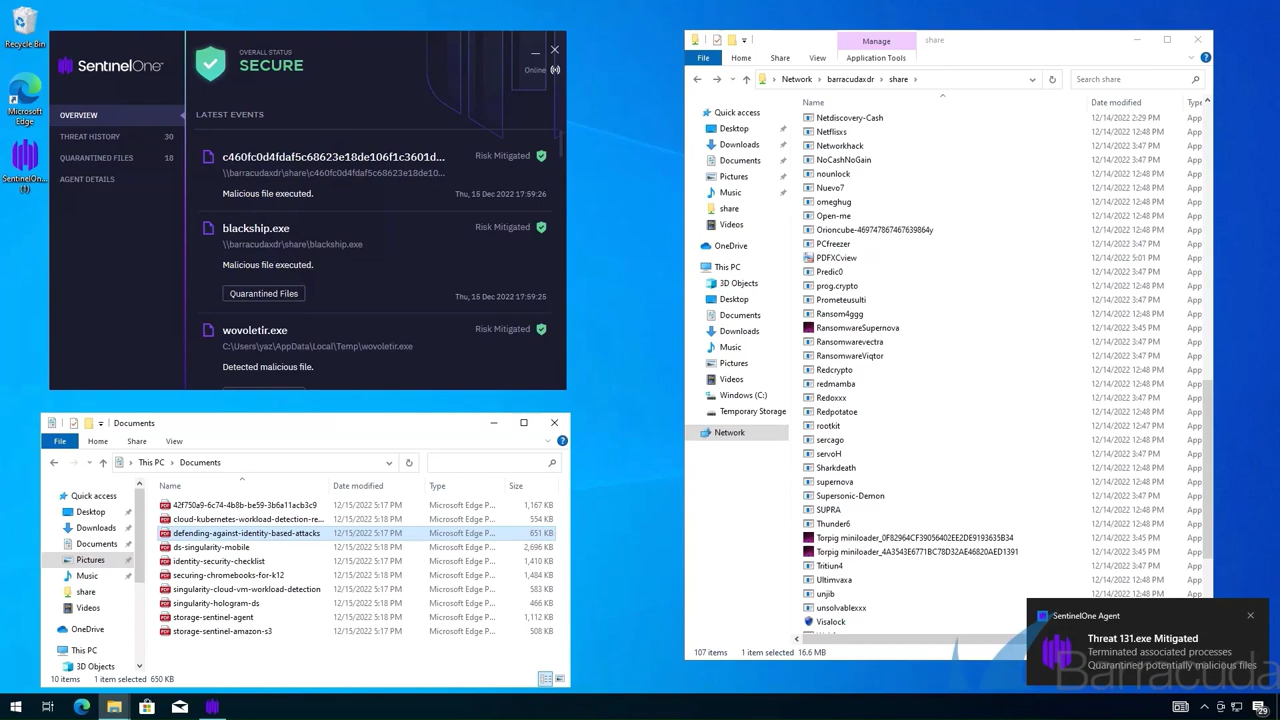 Recycle Bin
Microsoft
Edge
SentinelOn...
(1)
SentinelOne
OVERALL STATUS
SECURE
Online
OVERVIEW
THREAT HISTORY 30
QUARANTINED FILES 18
AGENT DETAILS
LATEST EVENTS
c460fc0d4fdaf5c68623e18de106f1c3601d...
Risk Mitigated
\\barracudaxdr\share\c460fc0d4fdaf5c68623e18de10...
Malicious file executed.
Thu, 15 Dec 2022 17:59:26
blackship.exe
Risk Mitigated
\\barracudaxdr\share\blackship.exe
Malicious file executed.
Quarantined Files
Thu, 15 Dec 2022 17:59:25
wovoletir.exe
Risk Mitigated
C:\Users\yaz\AppData\Local\Temp\wovoletir.exe
Detected malicious file.
Documents
File Home Share View
This PC > Documents
Name Date modified Type Size
Quick access
Desktop
Downloads
Documents
Pictures
Music
share
Videos
OneDrive
This PC
3D Objects
42f750a9-6c74-4b8b-be59-3b6a11acb3c9 12/15/2022 5:17 PM Microsoft Edge P... 1,167 KB
cloud-kubernetes-workload-detection-re... 12/15/2022 5:18 PM Microsoft Edge P... 554 KB
defending-against-identity-based-attacks 12/15/2022 5:17 PM Microsoft Edge P... 651 KB
ds-singularity-mobile 12/15/2022 5:18 PM Microsoft Edge P... 2,696 KB
identity-security-checklist 12/15/2022 5:17 PM Microsoft Edge P... 1,410 KB
securing-chromebooks-for-k12 12/15/2022 5:17 PM Microsoft Edge P... 1,484 KB
singularity-cloud-vm-workload-detection 12/15/2022 5:17 PM Microsoft Edge P... 583 KB
singularity-hologram-ds 12/15/2022 5:18 PM Microsoft Edge P... 466 KB
storage-sentinel-agent 12/15/2022 5:17 PM Microsoft Edge P... 1,112 KB
storage-sentinel-amazon-s3 12/15/2022 5:17 PM Microsoft Edge P... 508 KB
10 items 1 item selected 650 KB
Manage share
File Home Share View Application Tools
Network > barracudaxdr > share >
Search share
Name Date modified Type
Quick access
Desktop
Downloads
Documents
Pictures
Music
share
Videos
OneDrive
This PC
3D Objects
Desktop
Documents
Downloads
Music
Pictures
Videos
Windows (C:)
Temporary Storage
Network
Netdiscovery-Cash 12/14/2022 2:29 PM App
Netflisxs 12/14/2022 12:48 PM App
Networkhack 12/14/2022 3:47 PM App
NoCashNoGain 12/14/2022 3:47 PM App
nounlock 12/14/2022 12:48 PM App
Nuevo7 12/14/2022 3:47 PM App
omeghug 12/14/2022 12:48 PM App
Open-me 12/14/2022 12:48 PM App
Orioncube-469747867467639864y 12/14/2022 12:48 PM App
PCfreezer 12/14/2022 3:47 PM App
PDFXCview 12/14/2022 5:01 PM App
Predic0 12/14/2022 12:48 PM App
prog.crypto 12/14/2022 12:48 PM App
Prometeusulti 12/14/2022 3:47 PM App
Ransom4ggg 12/14/2022 12:48 PM App
RansomwareSupernova 12/14/2022 3:45 PM App
Ransomwarevectra 12/14/2022 3:47 PM App
RansomwareViqtor 12/14/2022 3:47 PM App
Redcrypto 12/14/2022 12:48 PM App
redmamba 12/14/2022 12:48 PM App
Redoxxx 12/14/2022 3:47 PM App
Redpotatoe 12/14/2022 12:48 PM App
rootkit 12/14/2022 3:47 PM App
sercago 12/14/2022 12:48 PM App
servoH 12/14/2022 3:47 PM App
Sharkdeath 12/14/2022 12:48 PM App
supernova 12/14/2022 12:48 PM App
Supersonic-Demon 12/14/2022 12:48 PM App
SUPRA 12/14/2022 12:48 PM App
Thunder6 12/14/2022 3:47 PM App
Torpig miniloader_0F82964CF39056402EE2DE9193635B34 12/14/2022 3:45 PM App
Torpig miniloader_4A3543E6771BC78D32AE46820AED1391 12/14/2022 3:45 PM App
Tritiun4 12/14/2022 3:47 PM App
Ultimvaxa 12/14/2022 12:48 PM App
unjib 12/14/2022 12:48 PM App
unsolvablexxx
Visalock
107 items 1 item selected 16.6 MB
SentinelOne Agent
Threat 131.exe Mitigated
Terminated associated processes
Quarantined potentially malicious files
Barracuda
29